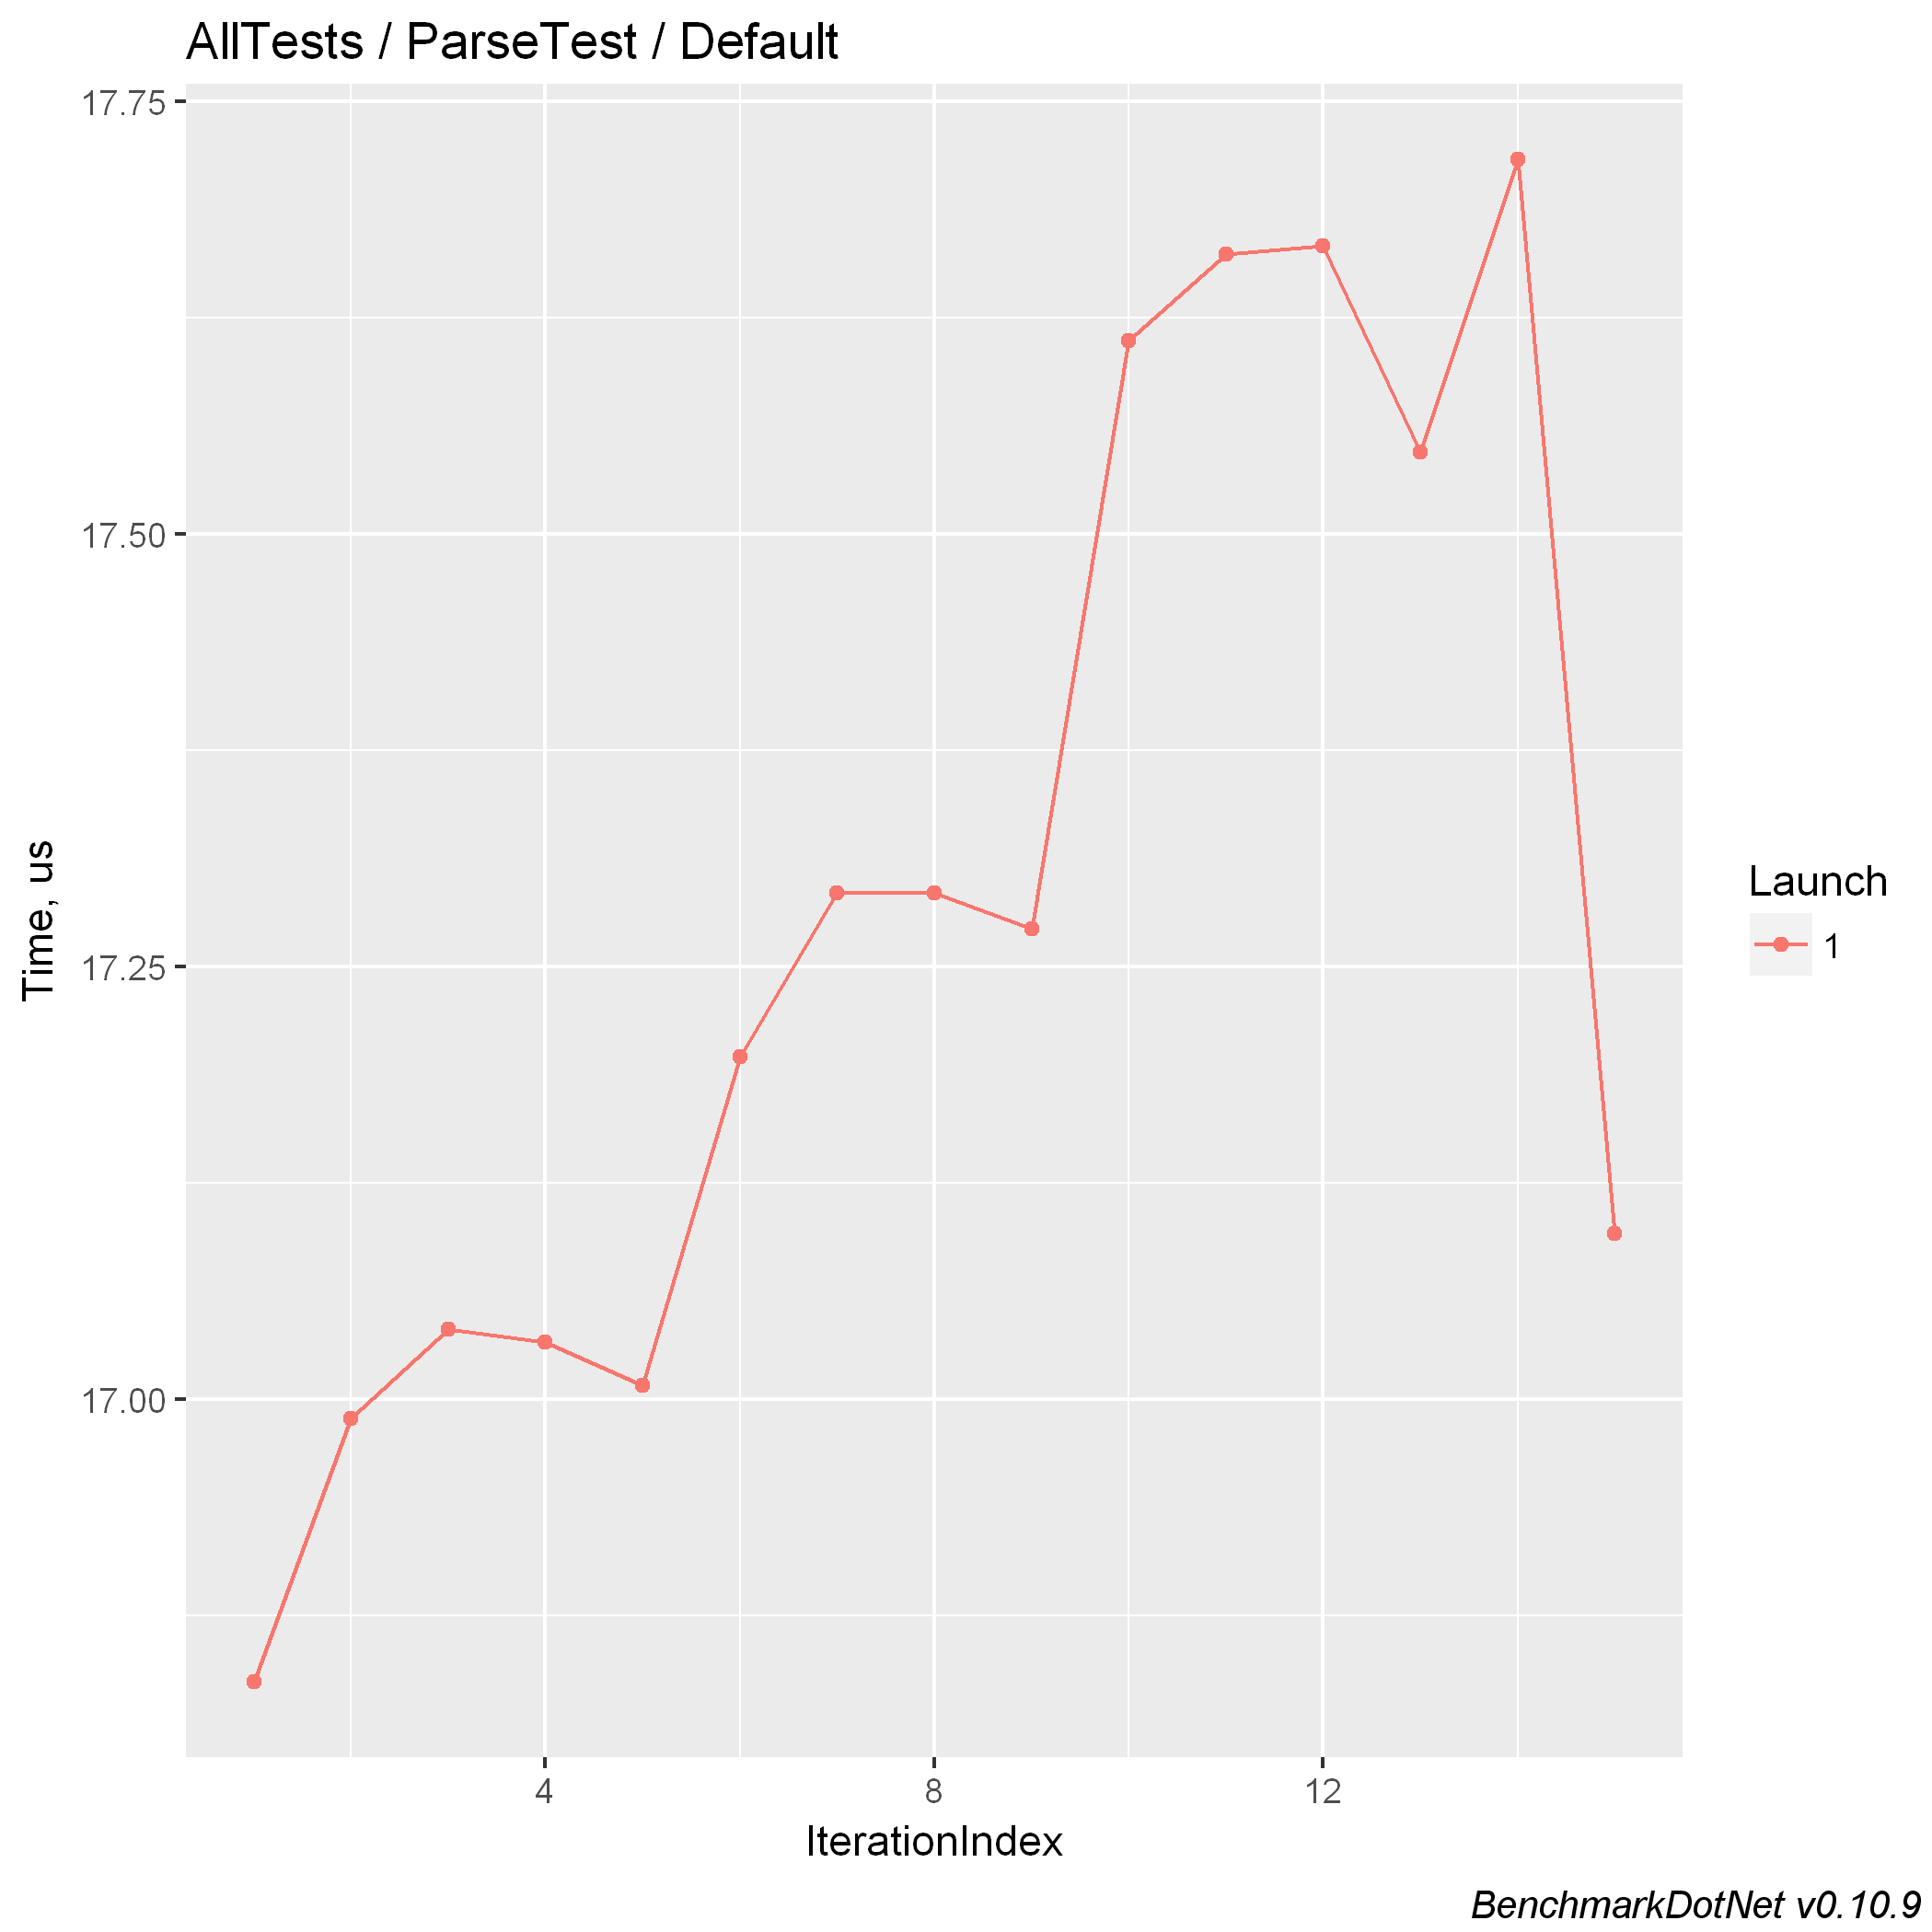 AllTests / ParseTest / Default
17.75
17.50
17.25
17.00
Time, us
4 8 12
IterationIndex
Launch
1
BenchmarkDotNet v0.10.9